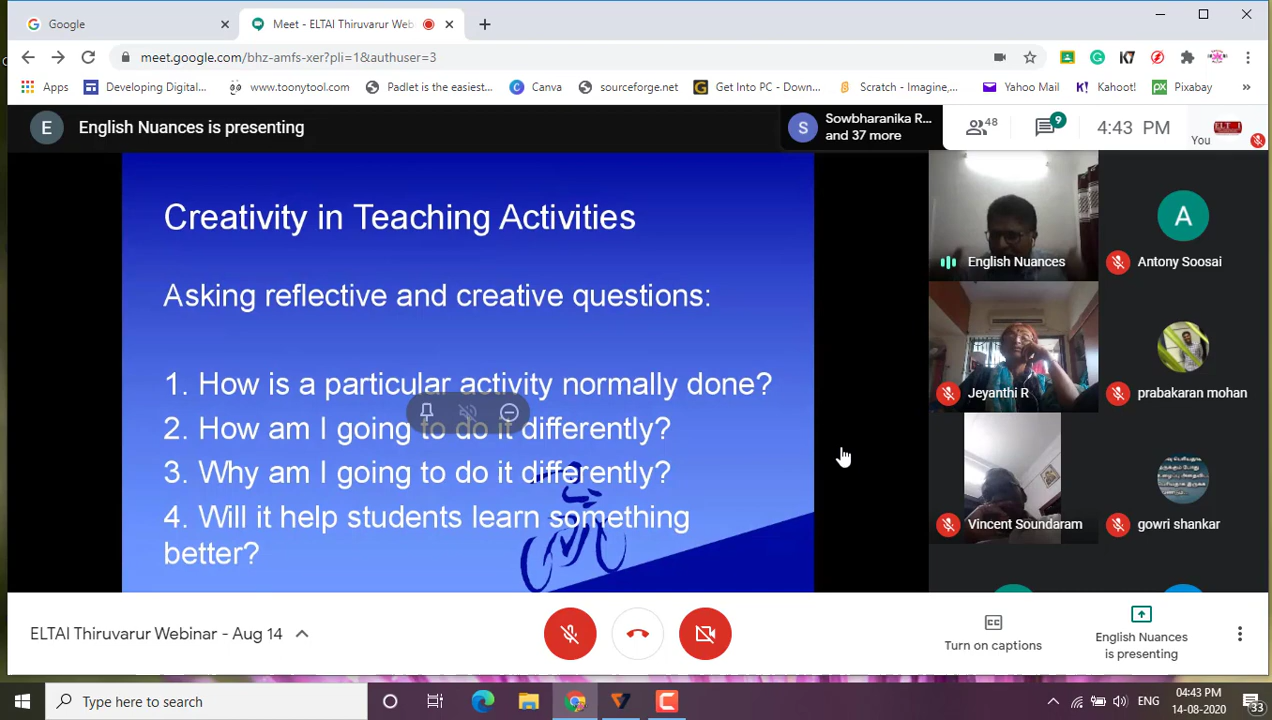 Google
Meet - ELTAI Thiruvarur Web
meet.google.com/bhz-amfs-xer?pli=1&authuser=3
Apps
Developing Digital...
www.tonytool.com
Padlet is the easiest...
Canva
sourceforge.net
Get Into PC - Down...
Scratch - Imagine,...
Yahoo Mail
Kahoot!
Pixabay
E
English Nuances is presenting
S
Sowbharanika R...
and 37 more
48
9
4:43 PM
You
Creativity in Teaching Activities
Asking reflective and creative questions:
1. How is a particular activity normally done?
2. How am I going to do it differently?
3. Why am I going to do it differently?
4. Will it help students learn something
better?
English Nuances
A
Antony Soosai
Jeyanthi R
prabakaran mohan
Vincent Soundaram
gowri shankar
ELTAI Thiruvarur Webinar - Aug 14
Turn on captions
English Nuances
is presenting
Type here to search
ENG
04:43 PM
14-08-2020
33